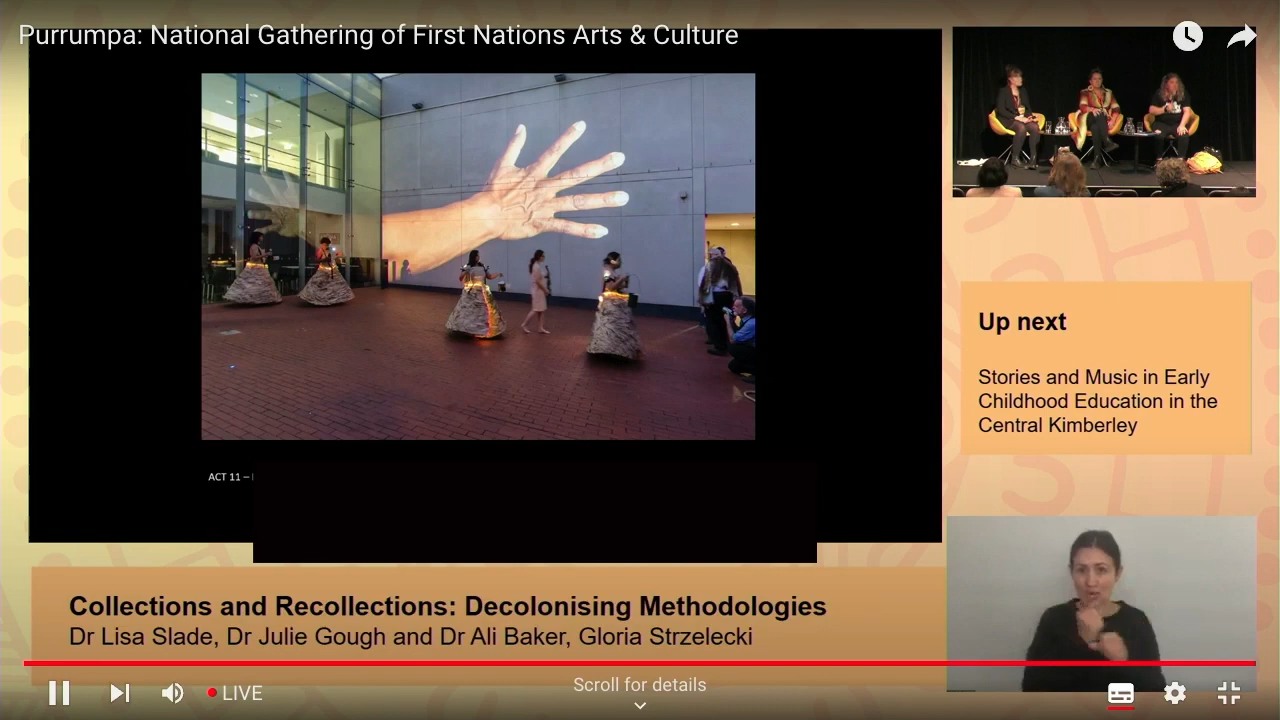 Purrumpa: National Gathering of First Nations Arts & Culture
ACT 11 –
Up next
Stories and Music in Early
Childhood Education in the
Central Kimberley
Collections and Recollections: Decolonising Methodologies
Dr Lisa Slade, Dr Julie Gough and Dr Ali Baker, Gloria Strzelecki
LIVE
Scroll for details